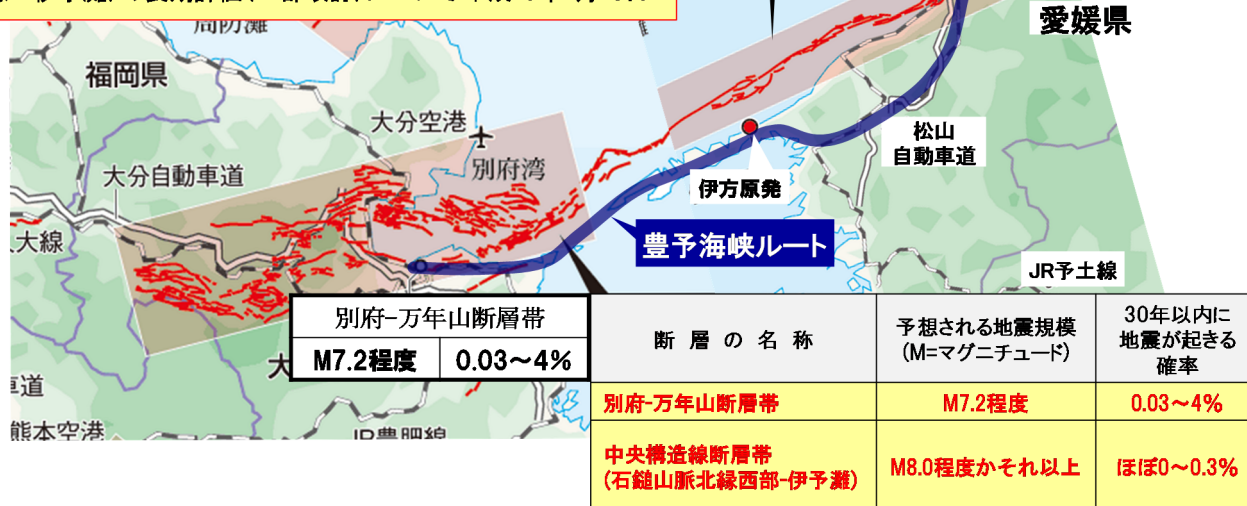 周防灘
愛媛県
福岡県
大分空港
松山
自動車道
別府湾
大分自動車道
伊方原発
大線
豊予海峡ルート
JR予土線
別府-万年山断層帯
M7.2程度 0.03~4%
断層の名称
予想される地震規模
(M=マグニチュード)
30年以内に
地震が起きる
確率
別府-万年山断層帯 M7.2程度 0.03~4%
中央構造線断層帯
(石鎚山脈北縁西部-伊予灘)
M8.0程度かそれ以上 ほぼ0~0.3%
大
車道
熊本空港
JR豊肥線